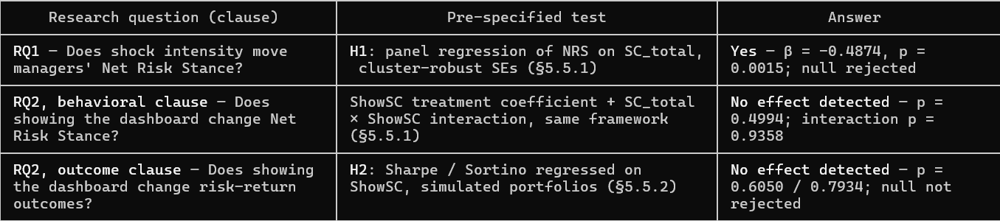 Research question (clause)
Pre-specified test
Answer
RQ1 — Does shock intensity move
managers' Net Risk Stance?
H1: panel regression of NRS on SC_total,
cluster-robust SEs (§5.5.1)
Yes — β = -0.4874, p =
0.0015; null rejected
RQ2, behavioral clause — Does
showing the dashboard change Net
Risk Stance?
ShowSC treatment coefficient + SC_total
× ShowSC interaction, same framework
(§5.5.1)
No effect detected — p =
0.4994; interaction p =
0.9358
RQ2, outcome clause — Does showing
the dashboard change risk-return
outcomes?
H2: Sharpe / Sortino regressed on
ShowSC, simulated portfolios (§5.5.2)
No effect detected — p =
0.6050 / 0.7934; null not
rejected